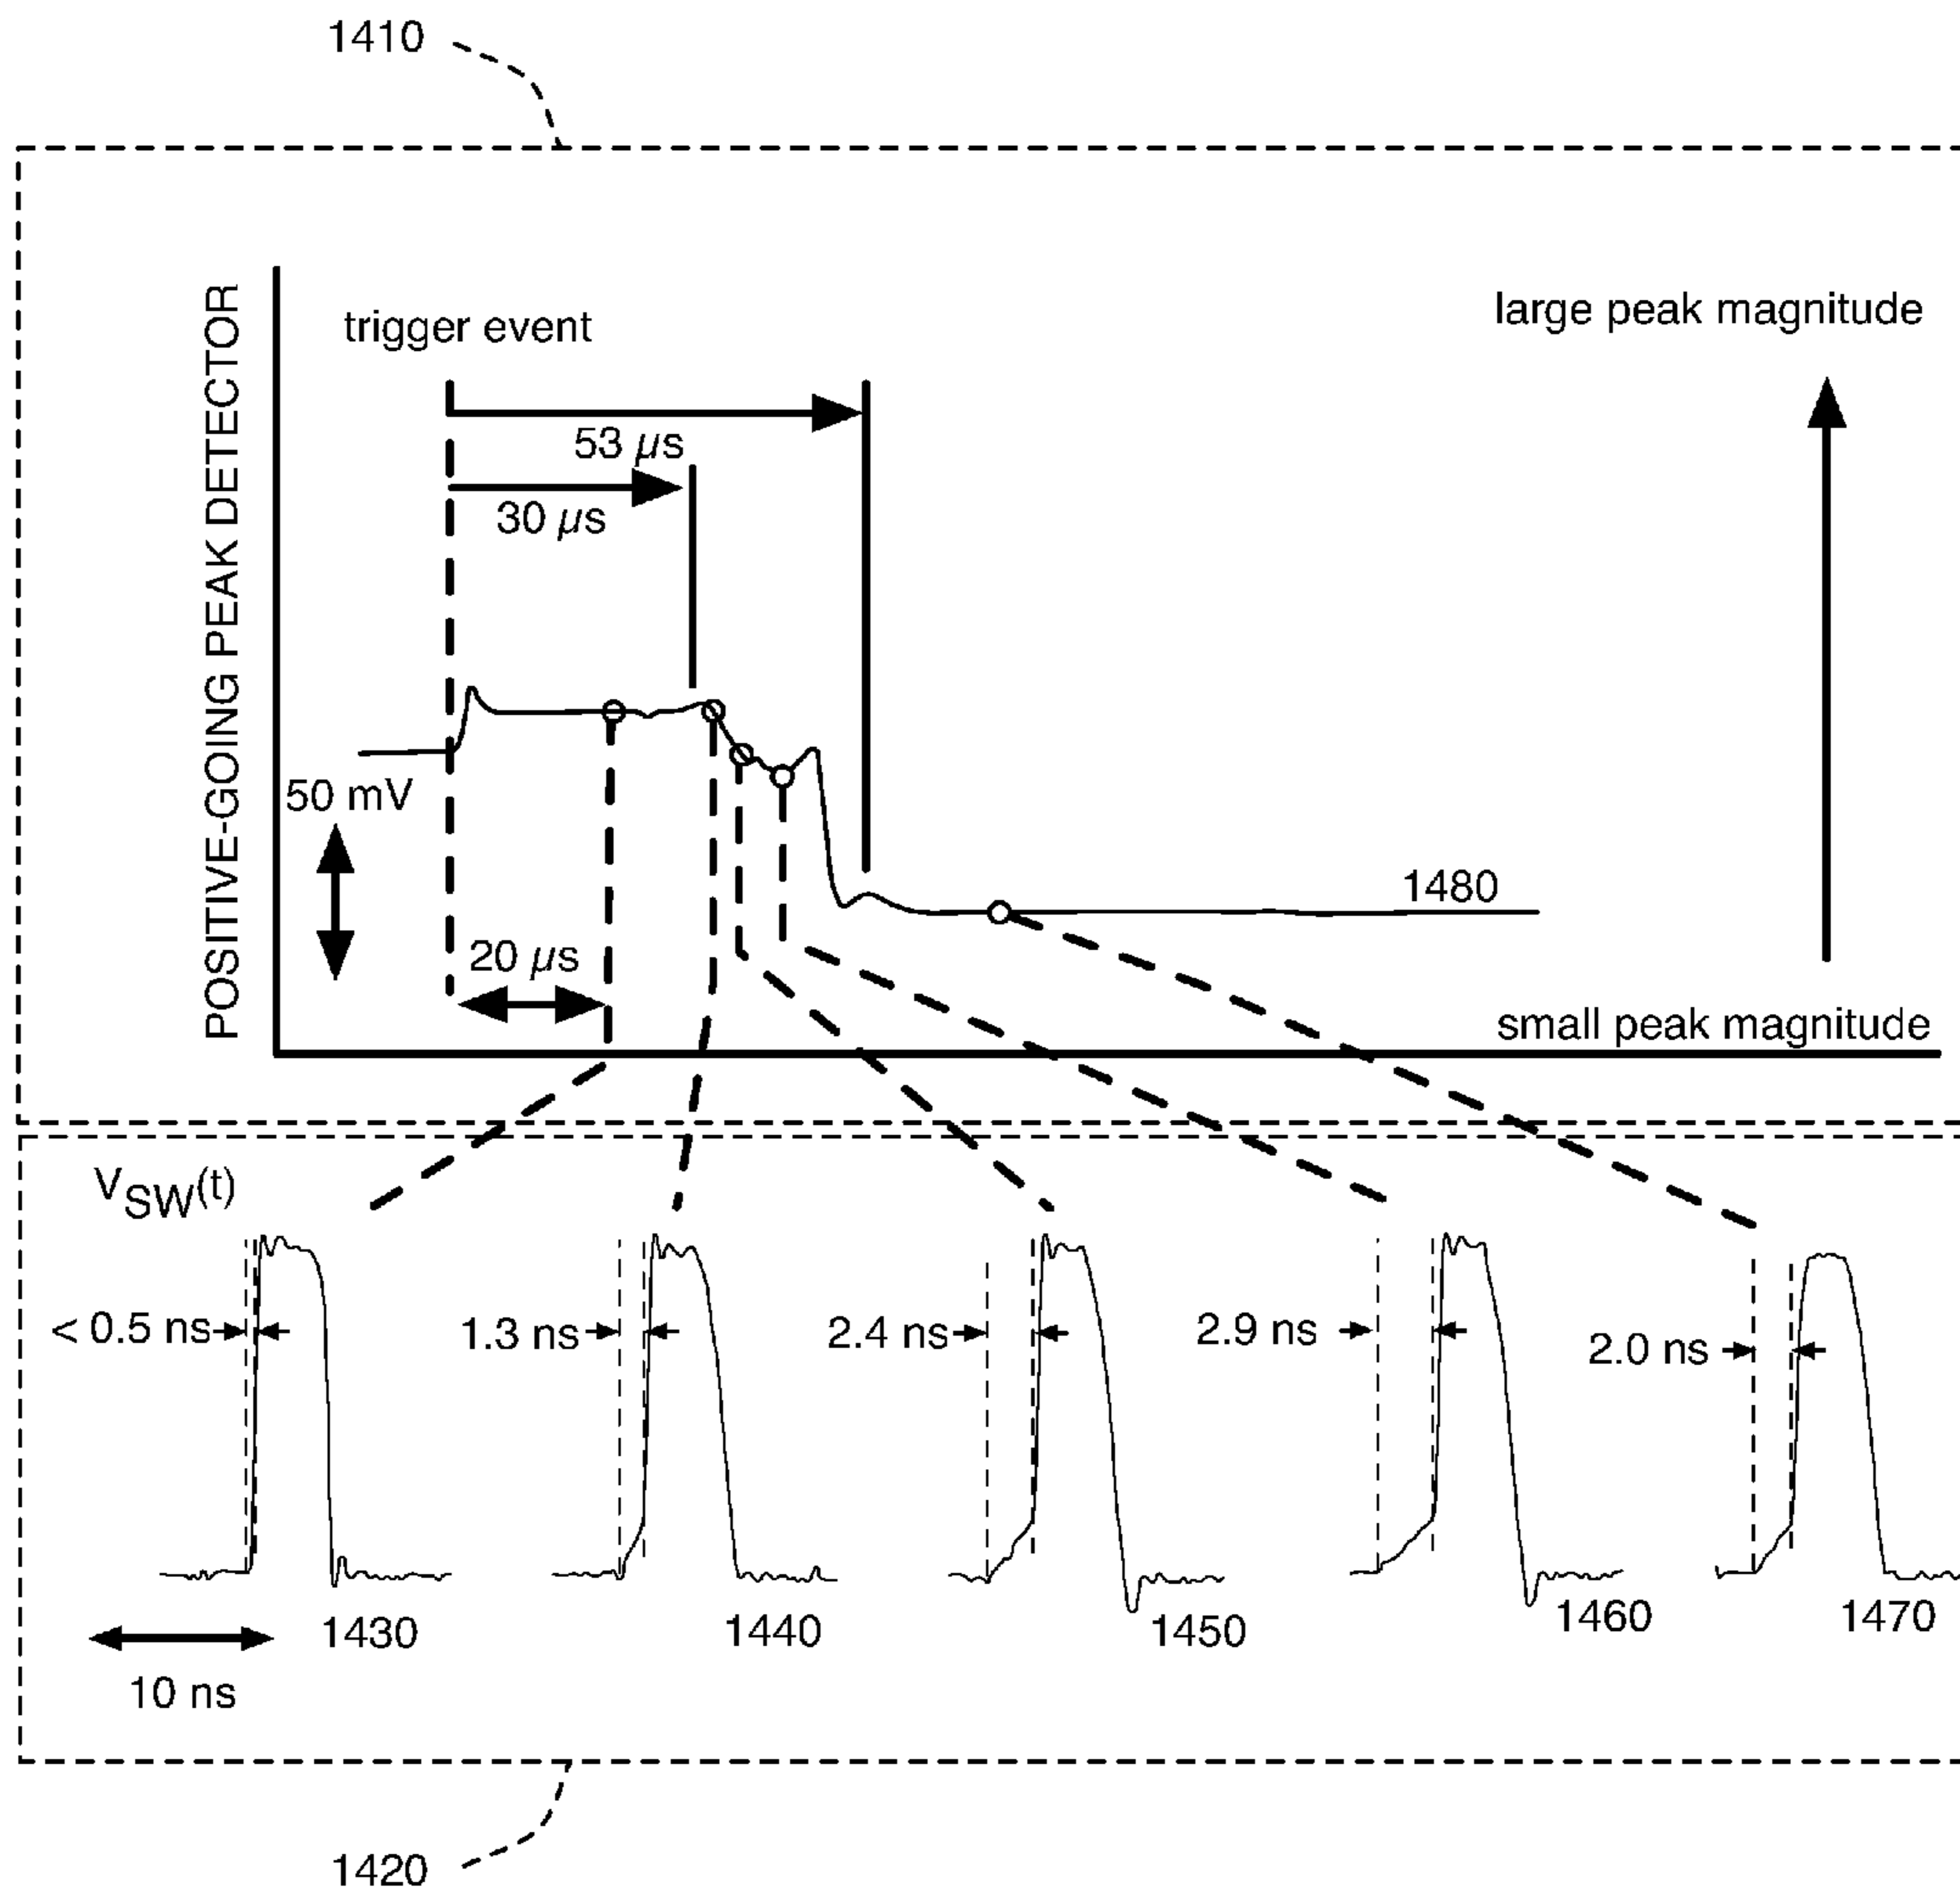 1410
POSITIVE-GOING PEAK DETECTOR
trigger event
large peak magnitude
53 µs
30 µs
50 mV
1480
20 µs
small peak magnitude
VSW(t)
< 0.5 ns
1.3 ns
2.4 ns
2.9 ns
2.0 ns
1430
1440
1450
1460
1470
10 ns
1420